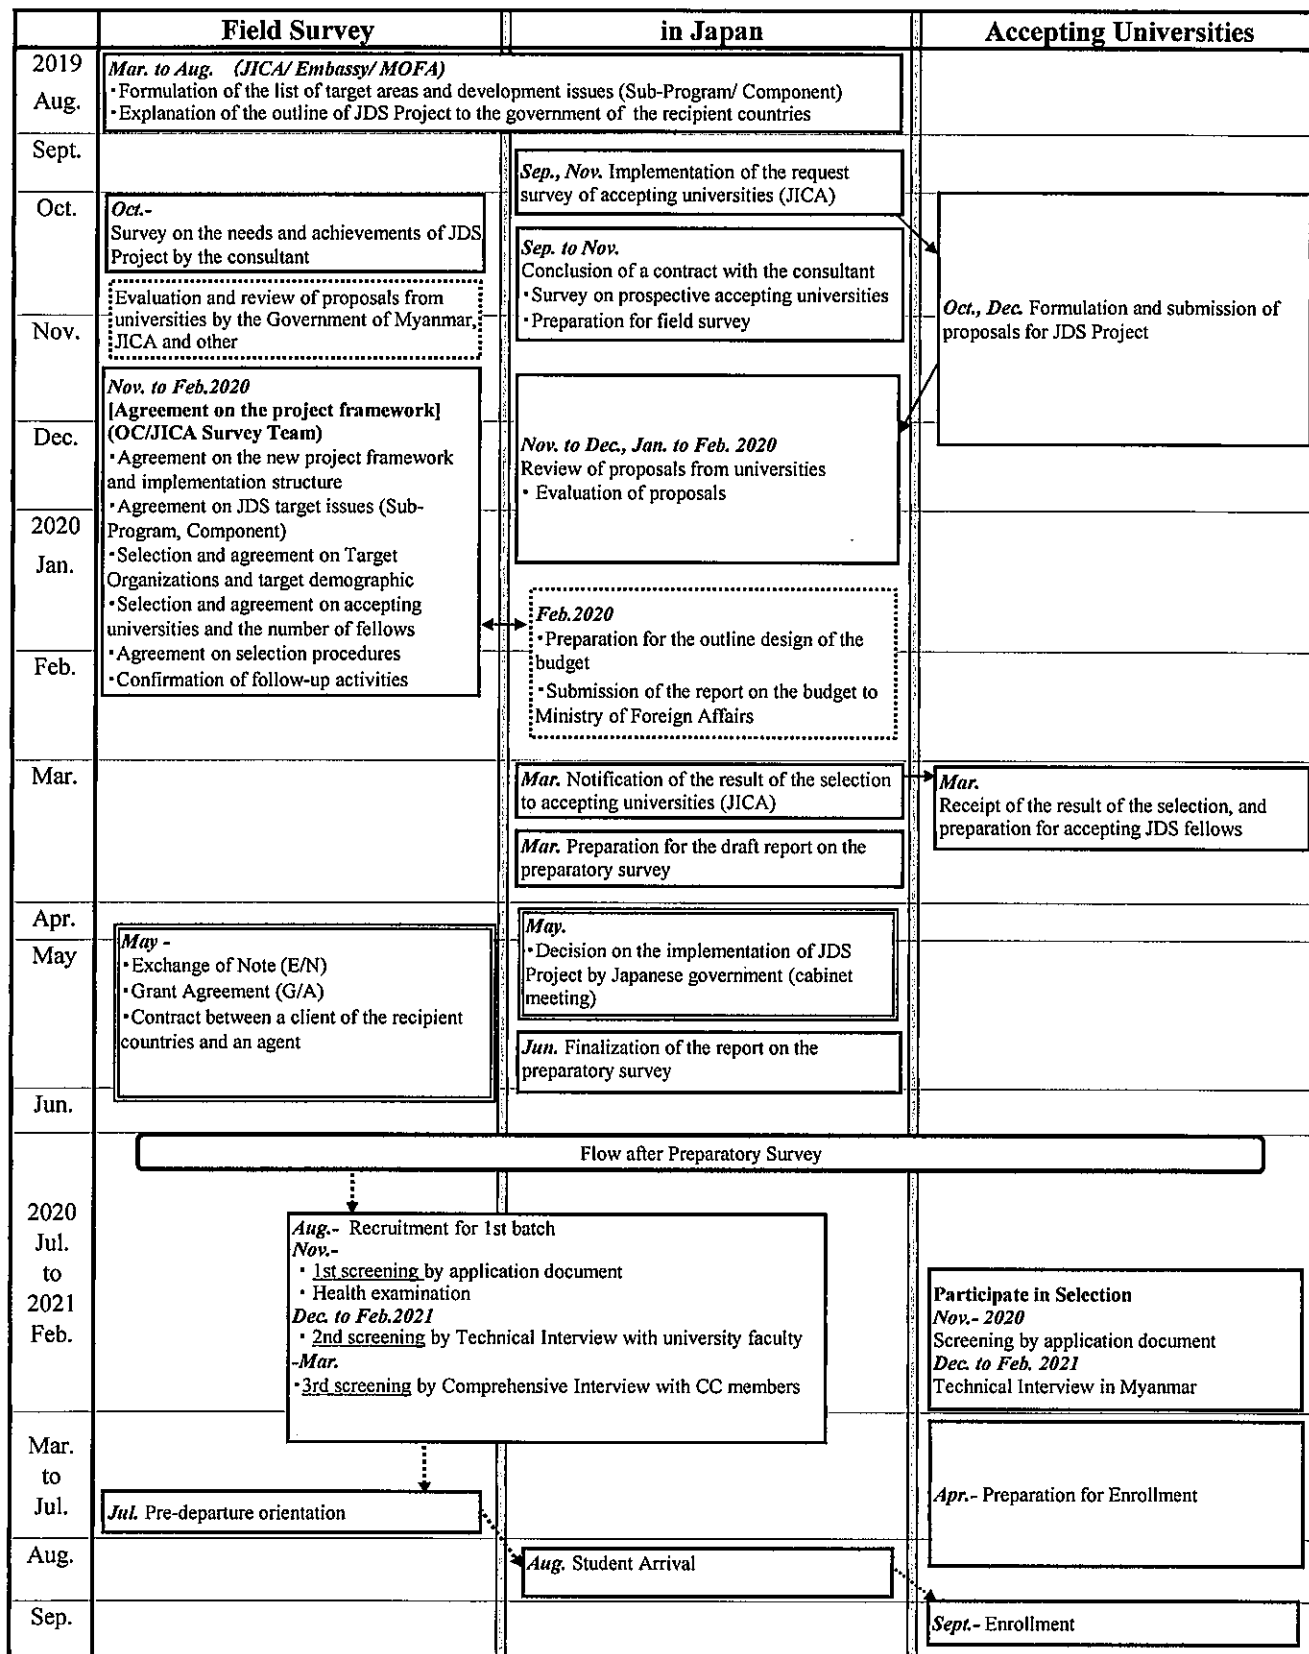 Field Survey
in Japan
Accepting Universities
2019
Aug.
Mar. to Aug. (JICA/ Embassy/ MOFA)
・Formulation of the list of target areas and development issues (Sub-Program/ Component)
・Explanation of the outline of JDS Project to the government of the recipient countries
Sept.
Sep., Nov. Implementation of the request
survey of accepting universities (JICA)
Oct.
Oct.-
Survey on the needs and achievements of JDS
Project by the consultant
Sep. to Nov.
Conclusion of a contract with the consultant
・Survey on prospective accepting universities
・Preparation for field survey
Oct., Dec. Formulation and submission of
proposals for JDS Project
Evaluation and review of proposals from
universities by the Government of Myanmar,
JICA and other
Nov.
Nov. to Feb.2020
[Agreement on the project framework]
(OC/JICA Survey Team)
・Agreement on the new project framework
and implementation structure
・Agreement on JDS target issues (Sub-
Program, Component)
・Selection and agreement on Target
Organizations and target demographic
・Selection and agreement on accepting
universities and the number of fellows
・Agreement on selection procedures
・Confirmation of follow-up activities
Dec.
Nov. to Dec., Jan. to Feb. 2020
Review of proposals from universities
・ Evaluation of proposals
2020
Jan.
Feb.2020
・Preparation for the outline design of the
budget
・Submission of the report on the budget to
Ministry of Foreign Affairs
Feb.
Mar.
Mar. Notification of the result of the selection
to accepting universities (JICA)
Mar.
Receipt of the result of the selection, and
preparation for accepting JDS fellows
Mar. Preparation for the draft report on the
preparatory survey
Apr.
May
May -
・Exchange of Note (E/N)
・Grant Agreement (G/A)
・Contract between a client of the recipient
countries and an agent
May.
・Decision on the implementation of JDS
Project by Japanese government (cabinet
meeting)
Jun. Finalization of the report on the
preparatory survey
Jun.
Flow after Preparatory Survey
2020
Jul.
to
2021
Feb.
Aug.- Recruitment for 1st batch
Nov.-
・ 1st screening by application document
・ Health examination
Dec. to Feb.2021
・ 2nd screening by Technical Interview with university faculty
-Mar.
・3rd screening by Comprehensive Interview with CC members
Participate in Selection
Nov.- 2020
Screening by application document
Dec. to Feb. 2021
Technical Interview in Myanmar
Mar.
to
Jul.
Jul. Pre-departure orientation
Apr.- Preparation for Enrollment
Aug.
Aug. Student Arrival
Sep.
Sept.- Enrollment